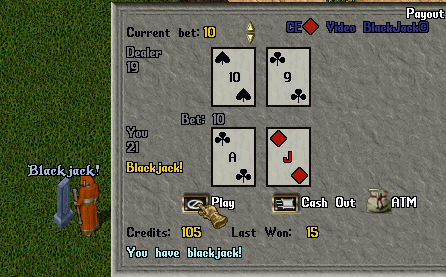 Payout
Current bet: 10
CE Video BlackJack©
Dealer
19
10
9
Bet: 10
You
21
A
J
Blackjack!
Blackjack!
Play
Cash Out
ATM
Credits: 105 Last Won: 15
You have blackjack!